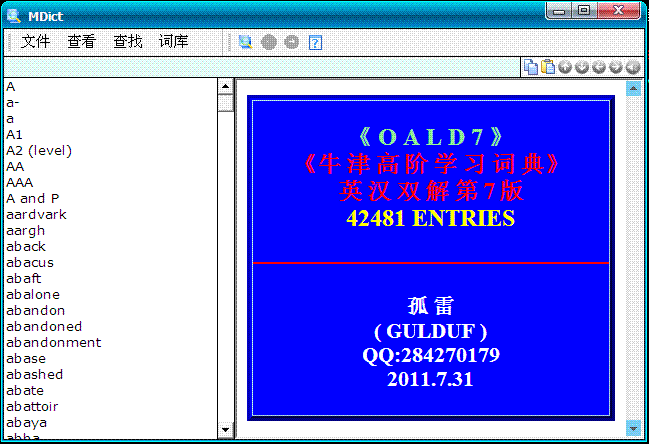 MDict
文件 查看 查找 词库
A
a-
a
A1
A2 (level)
AA
AAA
A and P
aardvark
aargh
aback
abacus
abaft
abalone
abandon
abandoned
abandonment
abase
abashed
abate
abattoir
abaya
abba
《 O A L D 7 》
《牛 津 高 阶 学 习 词 典》
英 汉 双 解 第 7 版
42481 ENTRIES
孤 雷
( GULDUF )
QQ:284270179
2011.7.31